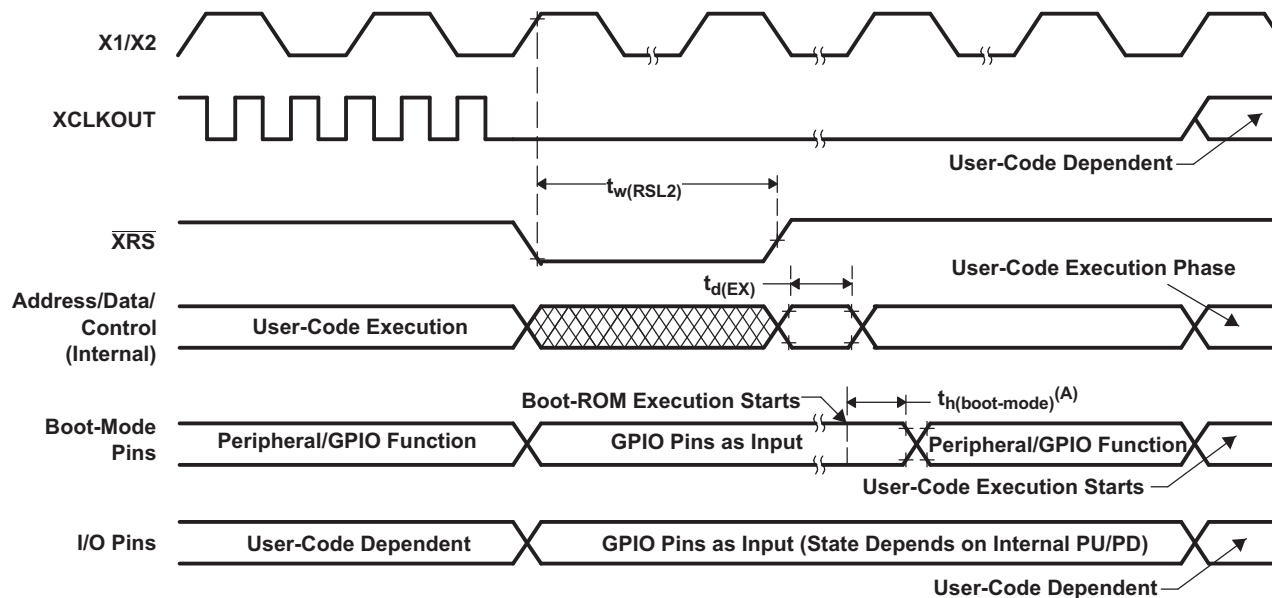 X1/X2
XCLKOUT
User-Code Dependent
tw(RSL2)
XRS
User-Code Execution Phase
td(EX)
Address/Data/
Control
(Internal)
User-Code Execution
Boot-ROM Execution Starts
th(boot-mode)(A)
Boot-Mode
Pins
Peripheral/GPIO Function
GPIO Pins as Input
Peripheral/GPIO Function
User-Code Execution Starts
I/O Pins
User-Code Dependent
GPIO Pins as Input (State Depends on Internal PU/PD)
User-Code Dependent